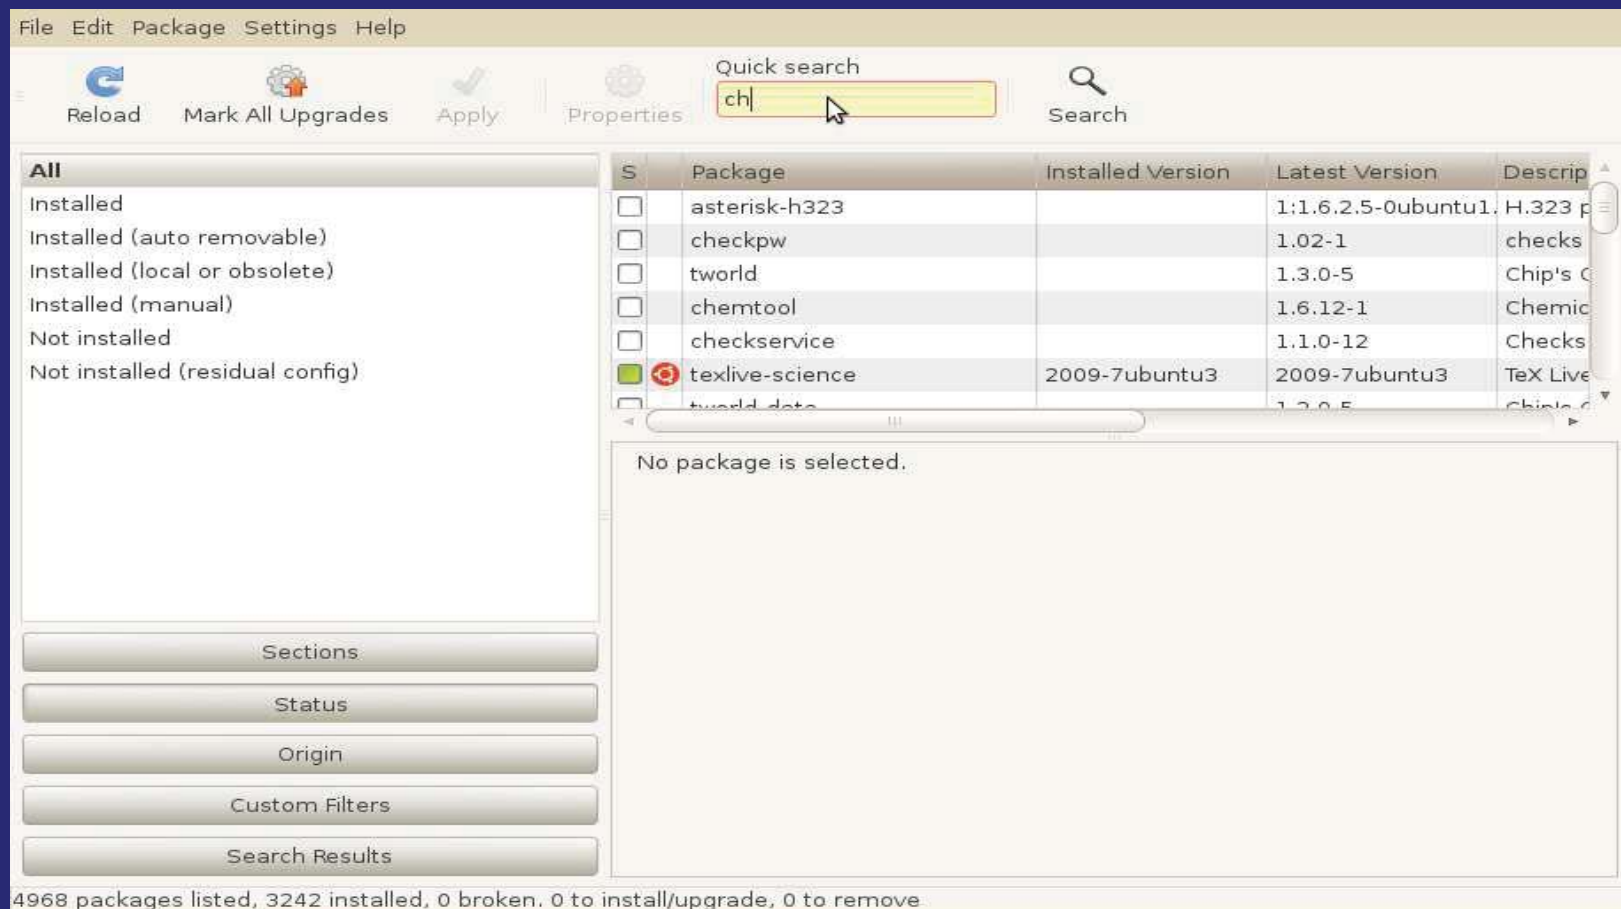 File Edit Package Settings Help
Quick search
Reload Mark All Upgrades Apply Properties ch Search
All
Installed
Installed (auto removable)
Installed (local or obsolete)
Installed (manual)
Not installed
Not installed (residual config)
Sections
Status
Origin
Custom Filters
Search Results
S Package Installed Version Latest Version Descrip
asterisk-h323 1:1.6.2.5-0ubuntu1. H.323 p
checkpw 1.02-1 checks
tworld 1.3.0-5 Chip's
chemtool 1.6.12-1 Chemic
checkservice 1.1.0-12 Checks
texlive-science 2009-7ubuntu3 2009-7ubuntu3 TeX Live
No package is selected.
4968 packages listed, 3242 installed, 0 broken. 0 to install/upgrade, 0 to remove